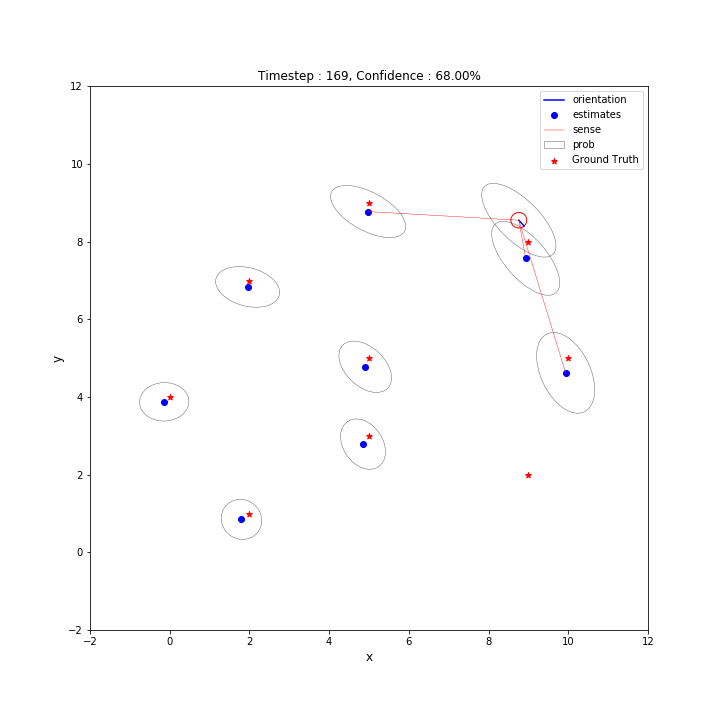 Timestep : 169, Confidence : 68.00%
orientation
estimates
sense
prob
Ground Truth
12
10
8
6
4
2
0
−2
y
−2 0 2 4 6 8 10 12
x